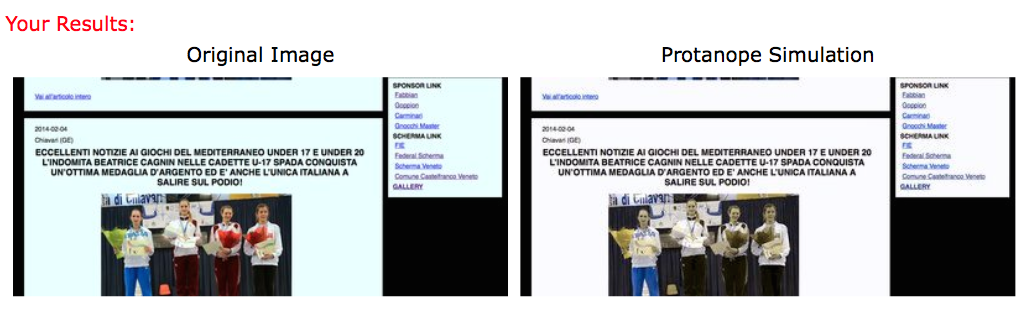 Your Results:
Original Image
Protanope Simulation
Vai all'articolo intero
2014-02-04
Chiavari (GE)
ECCELLENTI NOTIZIE AI GIOCHI DEL MEDITERRANEO UNDER 17 E UNDER 20
L'INDOMITA BEATRICE CAGNIN NELLE CADETTE U-17 SPADA CONQUISTA
UN'OTTIMA MEDAGLIA D'ARGENTO ED E' ANCHE L'UNICA ITALIANA A
SALIRE SUL PODIO!
di Chiavari
SPONSOR LINK
Fabbian
Goppion
Carminari
Gnocchi Master
SCHERMA LINK
FIE
Federal Scherma
Scherma Veneto
Comune Castelfranco Veneto
GALLERY
Vai all'articolo intero
2014-02-04
Chiavari (GE)
ECCELLENTI NOTIZIE AI GIOCHI DEL MEDITERRANEO UNDER 17 E UNDER 20
L'INDOMITA BEATRICE CAGNIN NELLE CADETTE U-17 SPADA CONQUISTA
UN'OTTIMA MEDAGLIA D'ARGENTO ED E' ANCHE L'UNICA ITALIANA A
SALIRE SUL PODIO!
di Chiavari
SPONSOR LINK
Fabbian
Goppion
Carminari
Gnocchi Master
SCHERMA LINK
FIE
Federal Scherma
Scherma Veneto
Comune Castelfranco Veneto
GALLERY